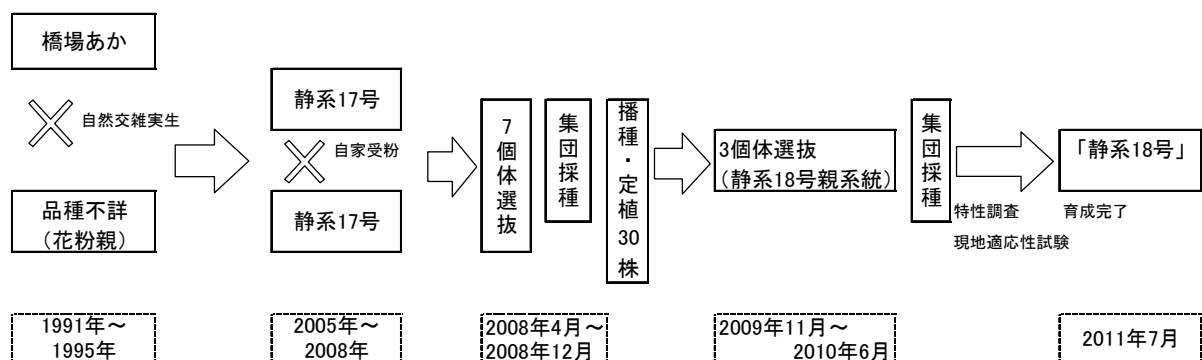 橋場あか
自然交雑実生
品種不詳
(花粉親)
1991年～
1995年
静系17号
自家受粉
静系17号
2005年～
2008年
7個体選抜
集団採種
播種・定植30株
2008年4月～
2008年12月
3個体選抜
(静系18号親系統)
2009年11月～
2010年6月
集団採種
特性調査
現地適応性試験
「静系18号」
育成完了
2011年7月